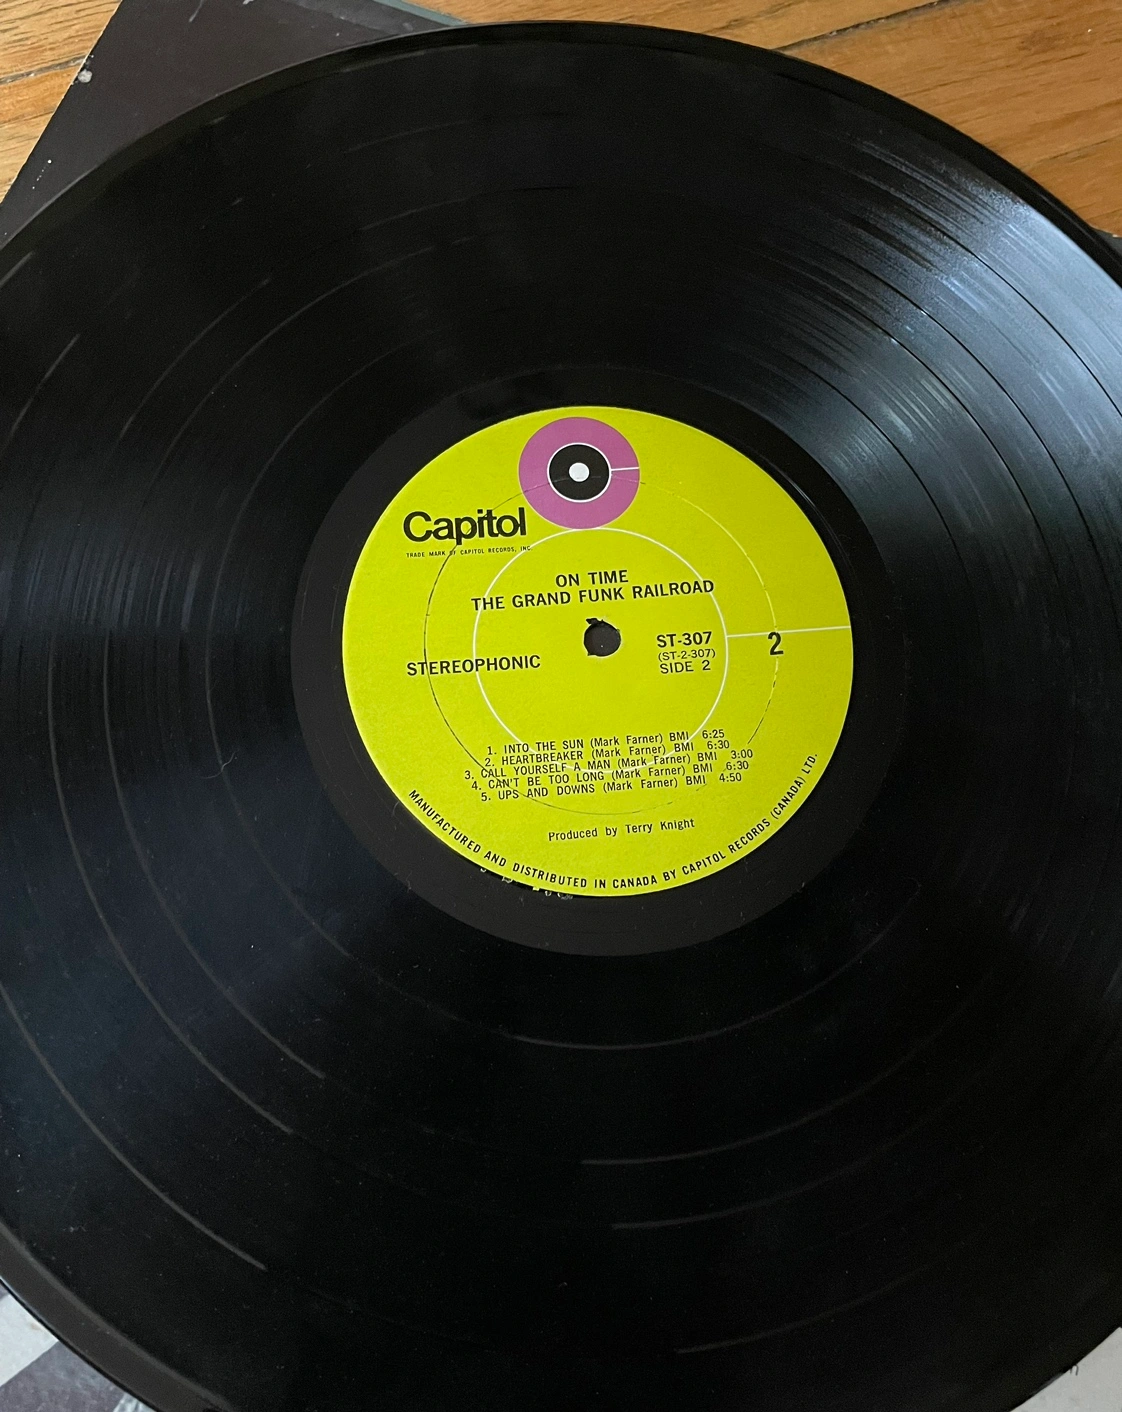 Capitol
TRADE MARK OF CAPITOL RECORDS, INC.
ON TIME
THE GRAND FUNK RAILROAD
STEREOPHONIC
ST-307
(ST-2-307)
SIDE 2
2
1. INTO THE SUN (Mark Farner) BMI 6:25
2. HEARTBREAKER (Mark Farner) BMI 6:30
3. CALL YOURSELF A MAN (Mark Farner) BMI 3:00
4. CAN'T BE TOO LONG (Mark Farner) BMI 6:30
5. UPS AND DOWNS (Mark Farner) BMI 4:50
Produced by Terry Knight
MANUFACTURED AND DISTRIBUTED IN CANADA BY CAPITOL RECORDS (CANADA) LTD.